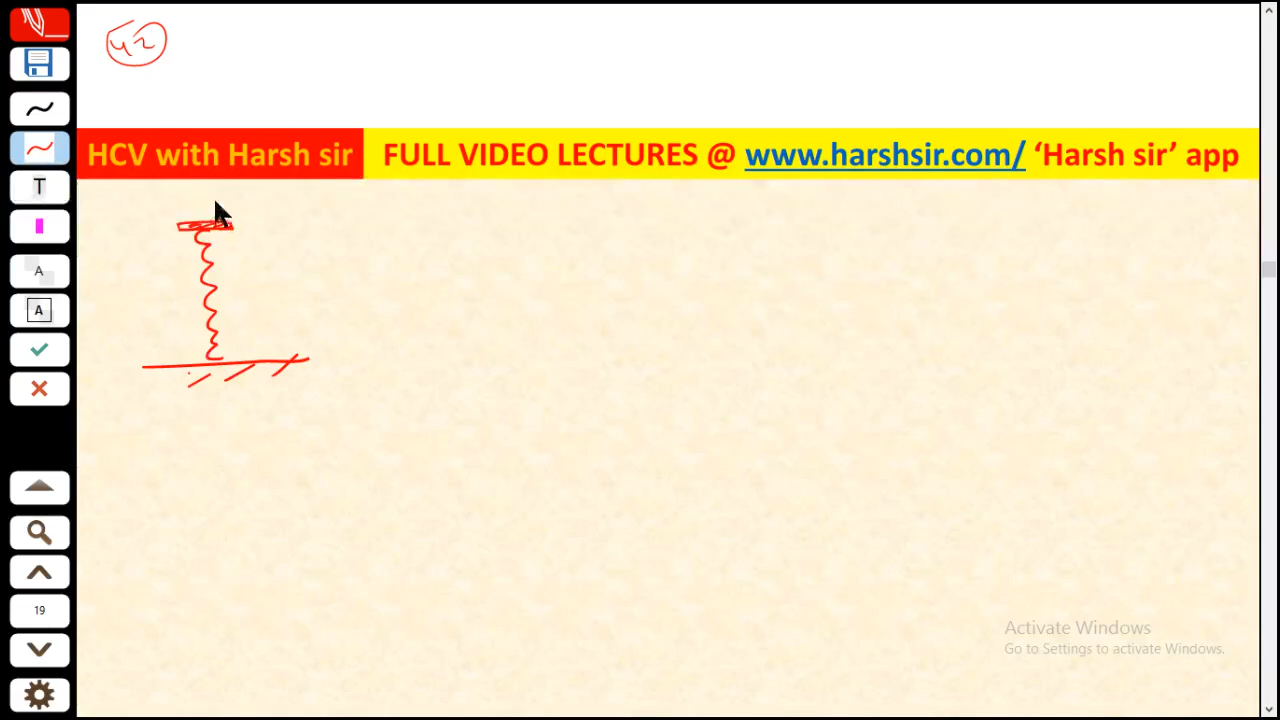 42
HCV with Harsh sir FULL VIDEO LECTURES @ www.harshsir.com/ ‘Harsh sir’ app
T
A
A
19
Activate Windows
Go to Settings to activate Windows.